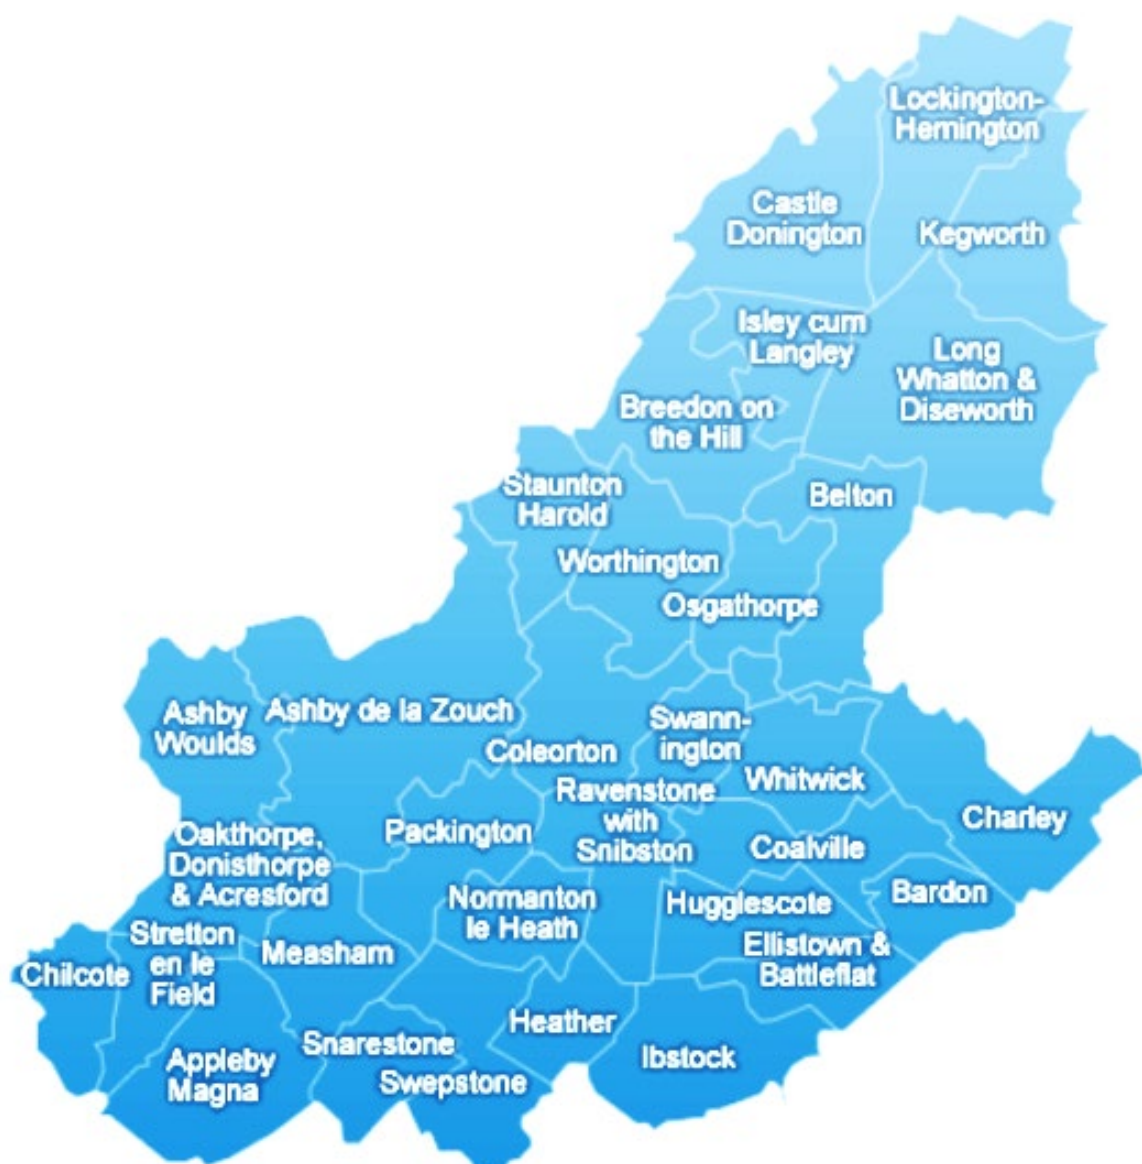 Lockington-
Hemington
Castle
Donington
Kegworth
Isley cum
Langley
Long
Whatton &
Diseworth
Breedon on
the Hill
Staunton
Harold
Belton
Worthington
Osgathorpe
Ashby
Woulds
Ashby de la Zouch
Swann-
ington
Coleorton
Whitwick
Ravenstone
with
Snibston
Charley
Oakthorpe,
Donisthorpe
& Acresford
Packington
Coalville
Normanton
le Heath
Hugglescote
Bardon
Stretton
en le
Field
Measham
Ellistown &
Battleflat
Chilcote
Heather
Snarestone
Ibstock
Appleby
Magna
Swepstone